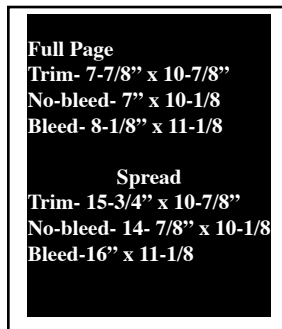 Full Page
Trim- 7-7/8” x 10-7/8”
No-bleed- 7” x 10-1/8
Bleed- 8-1/8” x 11-1/8
Spread
Trim- 15-3/4” x 10-7/8”
No-bleed- 14- 7/8” x 10-1/8
Bleed-16” x 11-1/8